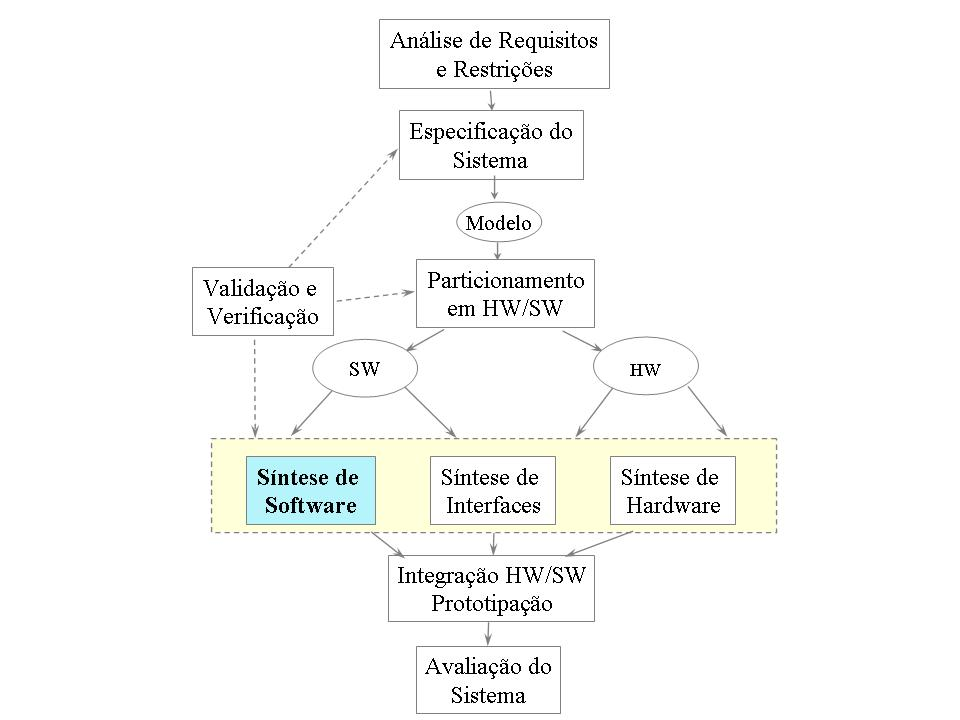 Análise de Requisitos
e Restrições
Especificação do
Sistema
Modelo
Validação e
Verificação
Particionamento
em HW/SW
SW
HW
Síntese de
Software
Síntese de
Interfaces
Síntese de
Hardware
Integração HW/SW
Prototipação
Avaliação do
Sistema